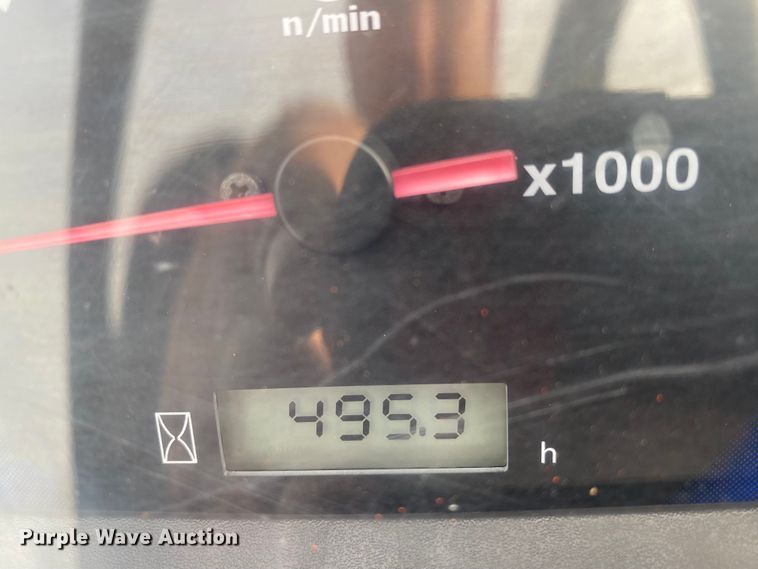 n/min
x1000
495.3
h
Purple Wave Auction